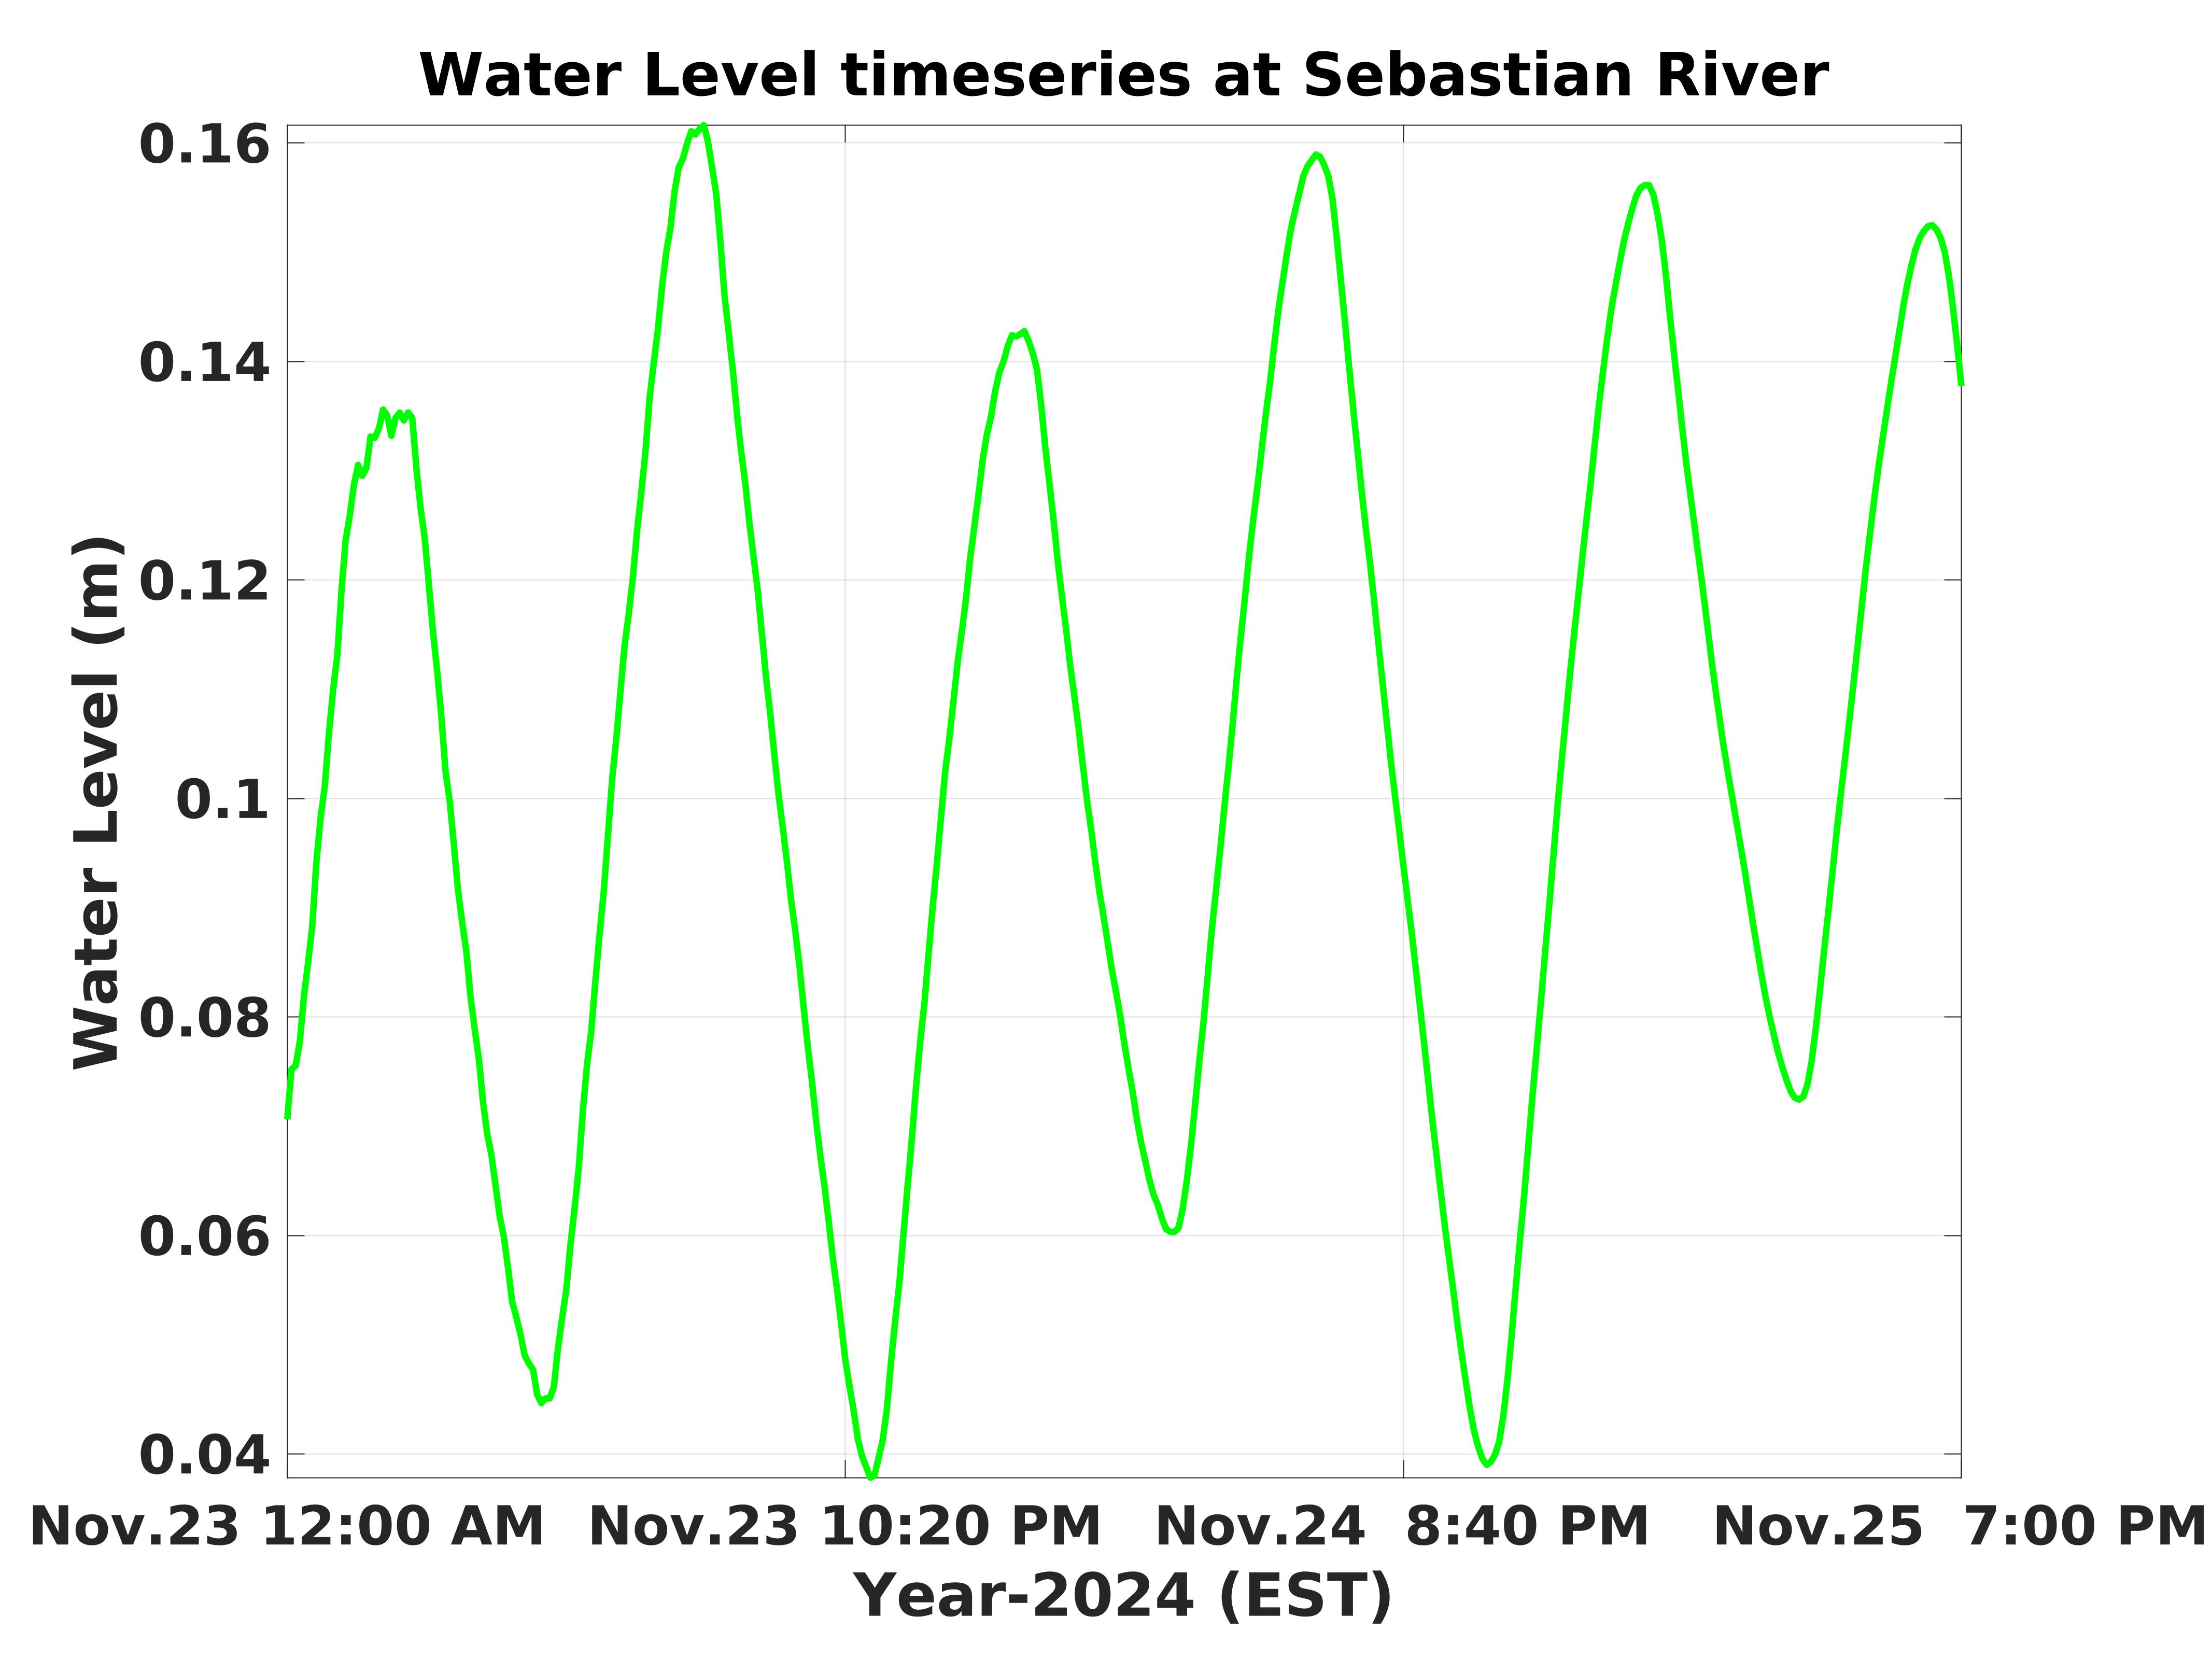 Water Level timeseries at Sebastian River
Water Level (m)
0.16
0.14
0.12
0.1
0.08
0.06
0.04
Nov.23 12:00 AM Nov.23 10:20 PM Nov.24 8:40 PM Nov.25 7:00 PM
Year-2024 (EST)